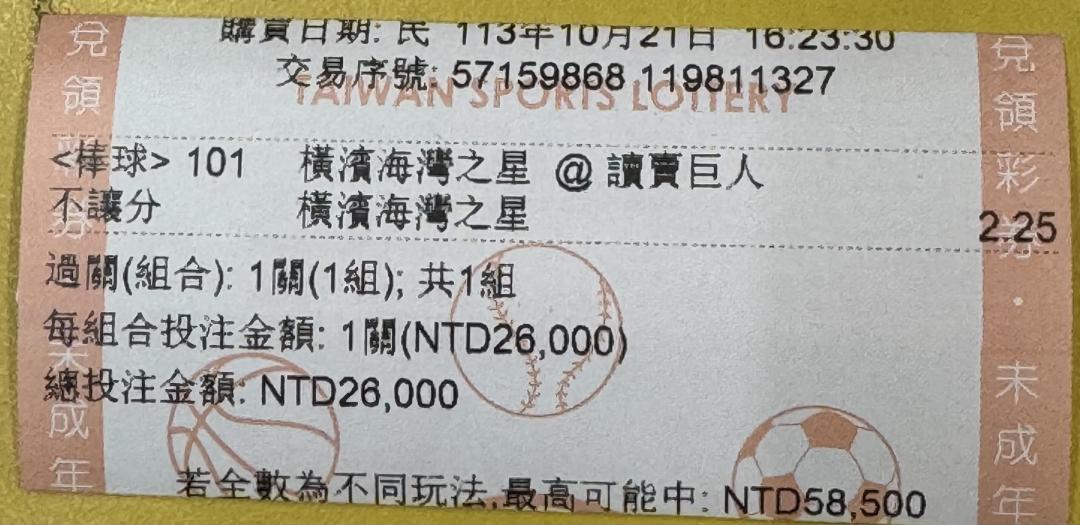 購買日期: 民 113年10月21日 16:23:30
交易序號: 57159868 119811327
TAIWAN SPORTS LOTTERY
<棒球> 101 橫濱海灣之星 @ 讀賣巨人
不讓分 橫濱海灣之星 2.25
過關(組合): 1關(1組); 共1組
每組合投注金額: 1關(NTD26,000)
總投注金額: NTD26,000
若全數為不同玩法,最高可能中: NTD58,500
兌領彩券
未成年
兌領彩券・未成年